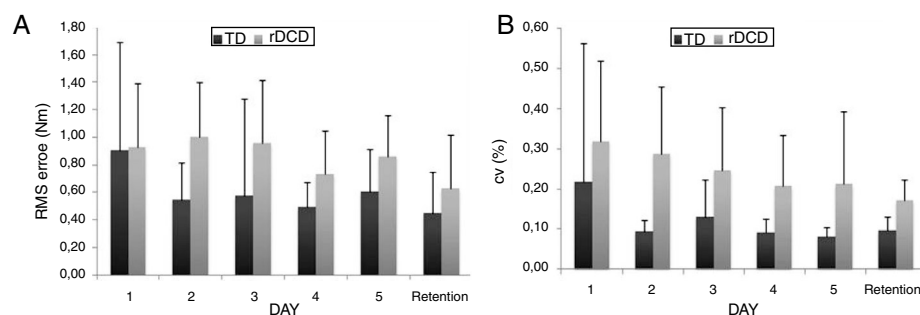 A
TD rDCD
RMS erroe (Nm)
1,80
1,60
1,40
1,20
1,00
0,80
0,60
0,40
0,20
0,00
1 2 3 4 5 Retention
DAY
B
TD rDCD
cv (%)
0,60
0,50
0,40
0,30
0,20
0,10
0,00
1 2 3 4 5 Retention
DAY